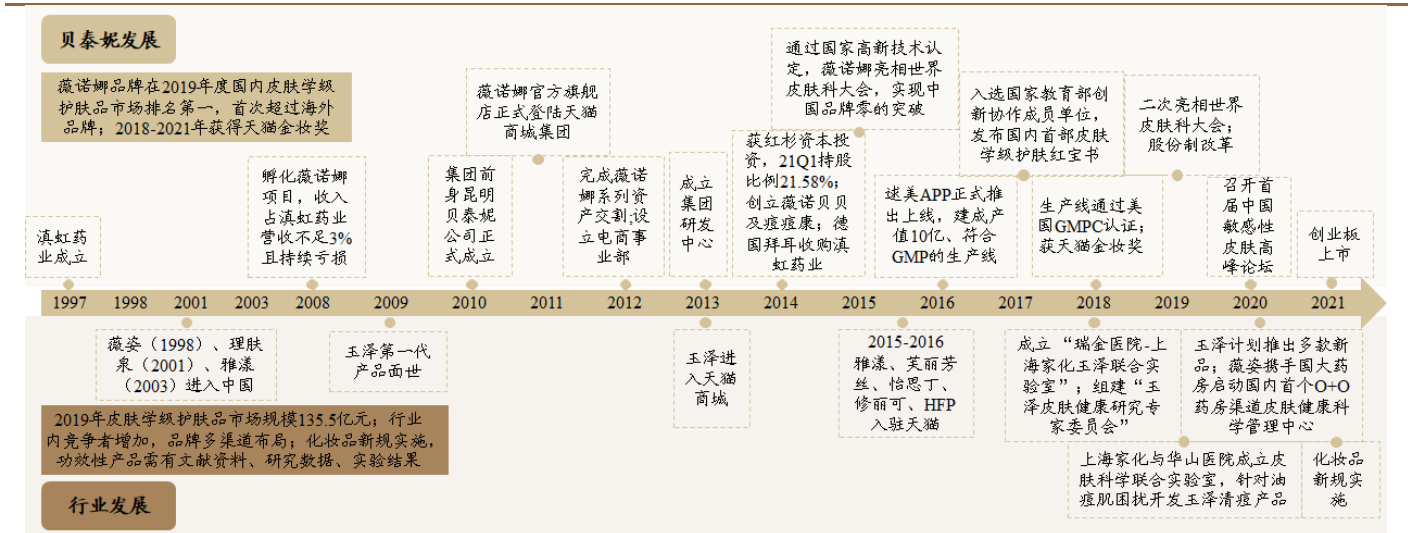 贝泰妮发展
薇诺娜品牌在2019年度国内皮肤学级
护肤品市场排名第一，首次超过海外
品牌；2018-2021年获得天猫金妆奖
滇虹药
业成立
孵化薇诺娜
项目，收入
占滇虹药业
营收不足3%
且持续亏损
集团前
身昆明
贝泰妮
公司正
式成立
薇诺娜官方旗舰
店正式登陆天猫
商城集团
完成薇诺
娜系列资
产交割;设
立电商事
业部
成立
集团
研发
中心
获红杉资本投
资，21Q1持股
比例21.58%；
创立薇诺贝贝
及痘痘康；德
国拜耳收购滇
虹药业
通过国家高新技术认
定，薇诺娜亮相世界
皮肤科大会，实现中
国品牌零的突破
逑美APP正式推
出上线，建成产
值10亿、符合
GMP的生产线
入选国家教育部创
新协作成员单位，
发布国内首部皮肤
学级护肤红宝书
生产线通过美
国GMPC认证；
获天猫金妆奖
二次亮相世界
皮肤科大会；
股份制改革
召开首
届中国
敏感性
皮肤高
峰论坛
创业板
上市
1997 1998 2001 2003 2008 2009 2010 2011 2012 2013 2014 2015 2016 2017 2018 2019 2020 2021
薇姿（1998）、理肤
泉（2001）、雅漾
（2003）进入中国
玉泽第一代
产品面世
玉泽进
入天猫
商城
2015-2016
雅漾、芙丽芳
丝、怡思丁、
修丽可、HFP
入驻天猫
成立“瑞金医院-上
海家化玉泽联合实
验室”；组建“玉
泽皮肤健康研究专
家委员会”
玉泽计划推出多款新
品；薇姿携手国大药
房启动国内首个O+O
药房渠道皮肤健康科
学管理中心
上海家化与华山医院成立皮
肤科学联合实验室，针对油
痘肌困扰开发玉泽清痘产品
化妆品
新规实
施
2019年皮肤学级护肤品市场规模135.5亿元；行业
内竞争者增加，品牌多渠道布局；化妆品新规实施，
功效性产品需有文献资料、研究数据、实验结果
行业发展